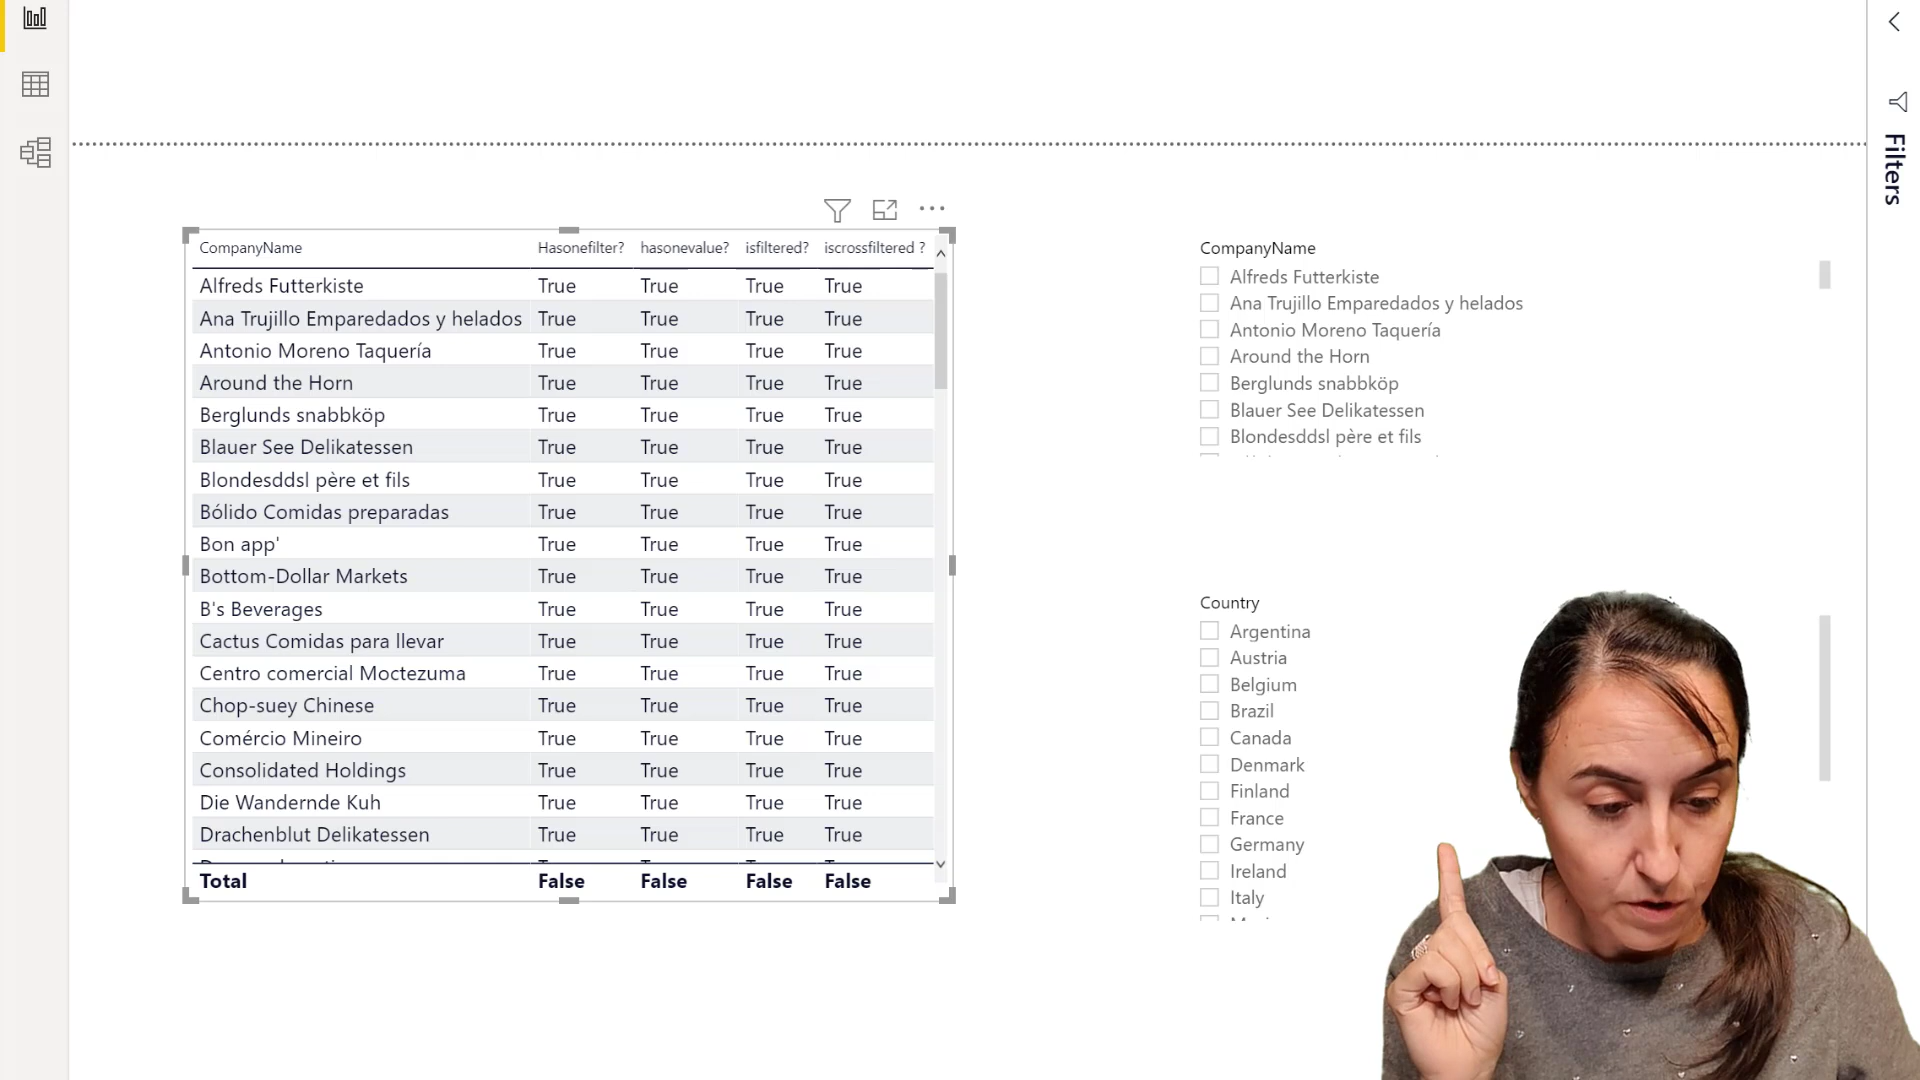 Filters
CompanyName Hasonefilter? hasonevalue? isfiltered? iscrossfiltered ?
Alfreds Futterkiste True True True True
Ana Trujillo Emparedados y helados True True True True
Antonio Moreno Taquería True True True True
Around the Horn True True True True
Berglunds snabbköp True True True True
Blauer See Delikatessen True True True True
Blondesddsl père et fils True True True True
Bólido Comidas preparadas True True True True
Bon app' True True True True
Bottom-Dollar Markets True True True True
B's Beverages True True True True
Cactus Comidas para llevar True True True True
Centro comercial Moctezuma True True True True
Chop-suey Chinese True True True True
Comércio Mineiro True True True True
Consolidated Holdings True True True True
Die Wandernde Kuh True True True True
Drachenblut Delikatessen True True True True
Total False False False False
CompanyName
Alfreds Futterkiste
Ana Trujillo Emparedados y helados
Antonio Moreno Taquería
Around the Horn
Berglunds snabbköp
Blauer See Delikatessen
Blondesddsl père et fils
Country
Argentina
Austria
Belgium
Brazil
Canada
Denmark
Finland
France
Germany
Ireland
Italy